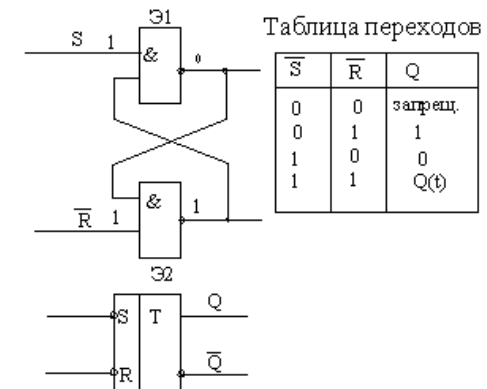 Э1
Таблица переходов
S 1 & 0
S̅ R̅ Q
0 0 запрещ.
0 1 1
1 0 0
1 1 Q(t)
R̅ 1 & 1
Э2
S T Q
R Q̅